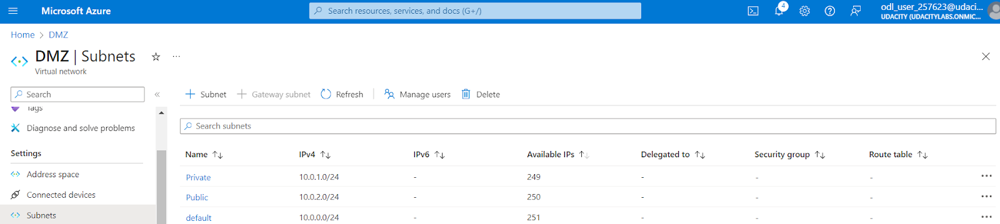 Microsoft Azure
Search resources, services, and docs (G+/)
4
odl_user_257623@udaci...
UDACITY (UDACITYLABS.ONMIC...
Home > DMZ
DMZ | Subnets
...
Virtual network
Search
«
+ Subnet
+ Gateway subnet
Refresh
Manage users
Delete
Tags
Diagnose and solve problems
Search subnets
Settings
Name IPv4 IPv6 Available IPs Delegated to Security group Route table
Address space
Private 10.0.1.0/24 - 249 - - - ...
Connected devices
Public 10.0.2.0/24 - 250 - - - ...
Subnets
default 10.0.0.0/24 - 251 - - - ...